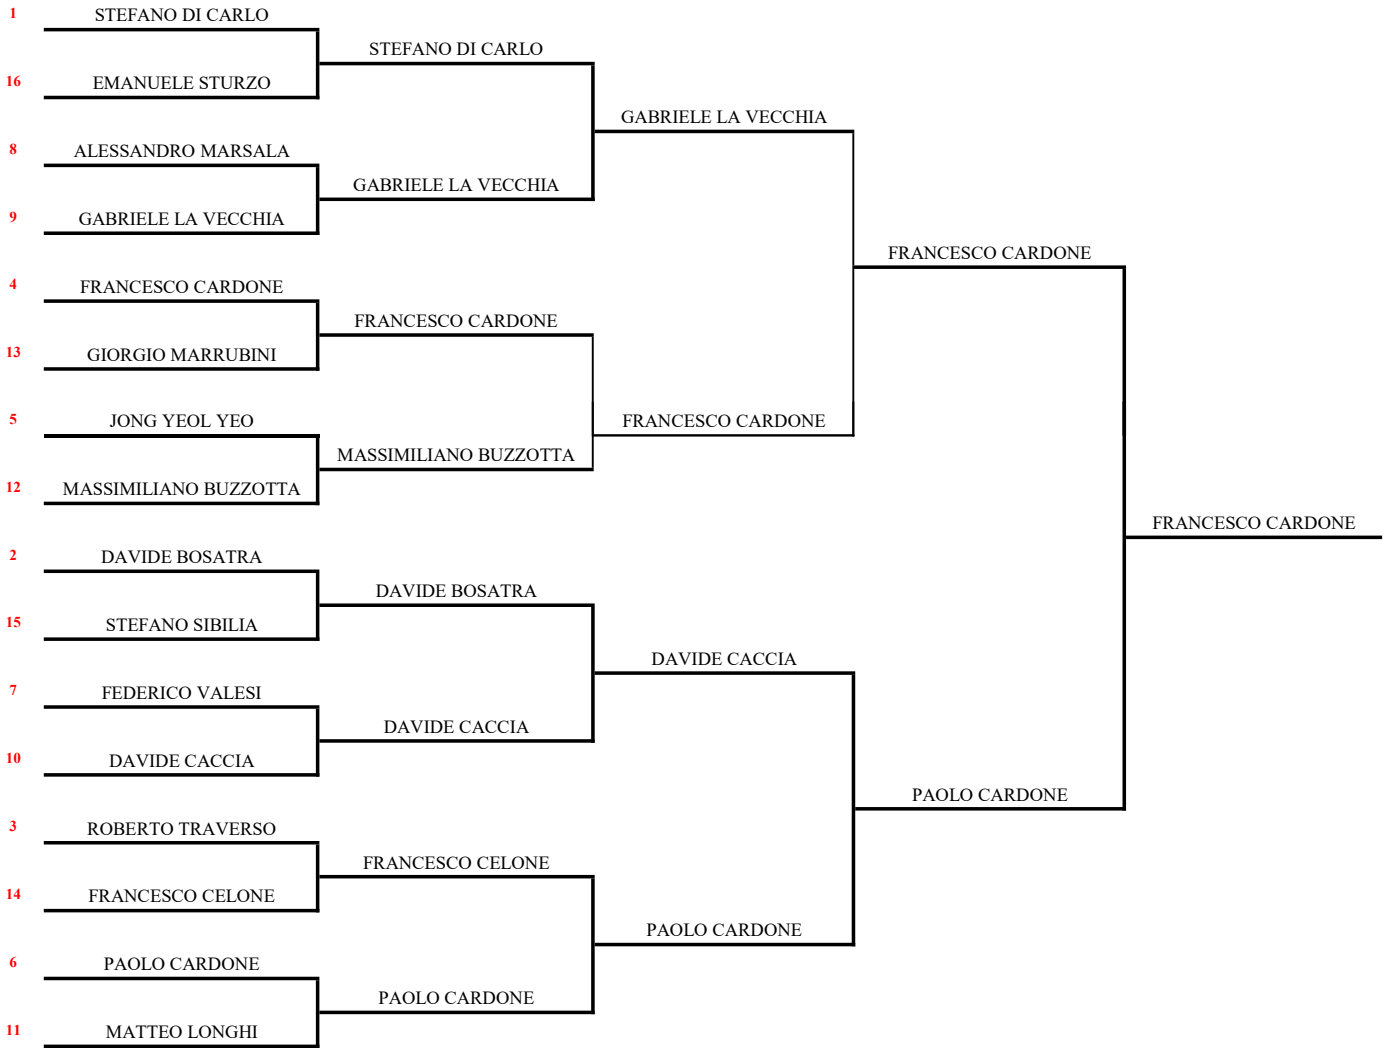 1 STEFANO DI CARLO
STEFANO DI CARLO
16 EMANUELE STURZO
GABRIELE LA VECCHIA
8 ALESSANDRO MARSALA
GABRIELE LA VECCHIA
9 GABRIELE LA VECCHIA
FRANCESCO CARDONE
4 FRANCESCO CARDONE
FRANCESCO CARDONE
13 GIORGIO MARRUBINI
5 JONG YEOL YEO
FRANCESCO CARDONE
MASSIMILIANO BUZZOTTA
12 MASSIMILIANO BUZZOTTA
FRANCESCO CARDONE
2 DAVIDE BOSATRA
DAVIDE BOSATRA
15 STEFANO SIBILIA
DAVIDE CACCIA
7 FEDERICO VALESI
DAVIDE CACCIA
10 DAVIDE CACCIA
PAOLO CARDONE
3 ROBERTO TRAVERSO
FRANCESCO CELONE
14 FRANCESCO CELONE
PAOLO CARDONE
6 PAOLO CARDONE
PAOLO CARDONE
11 MATTEO LONGHI